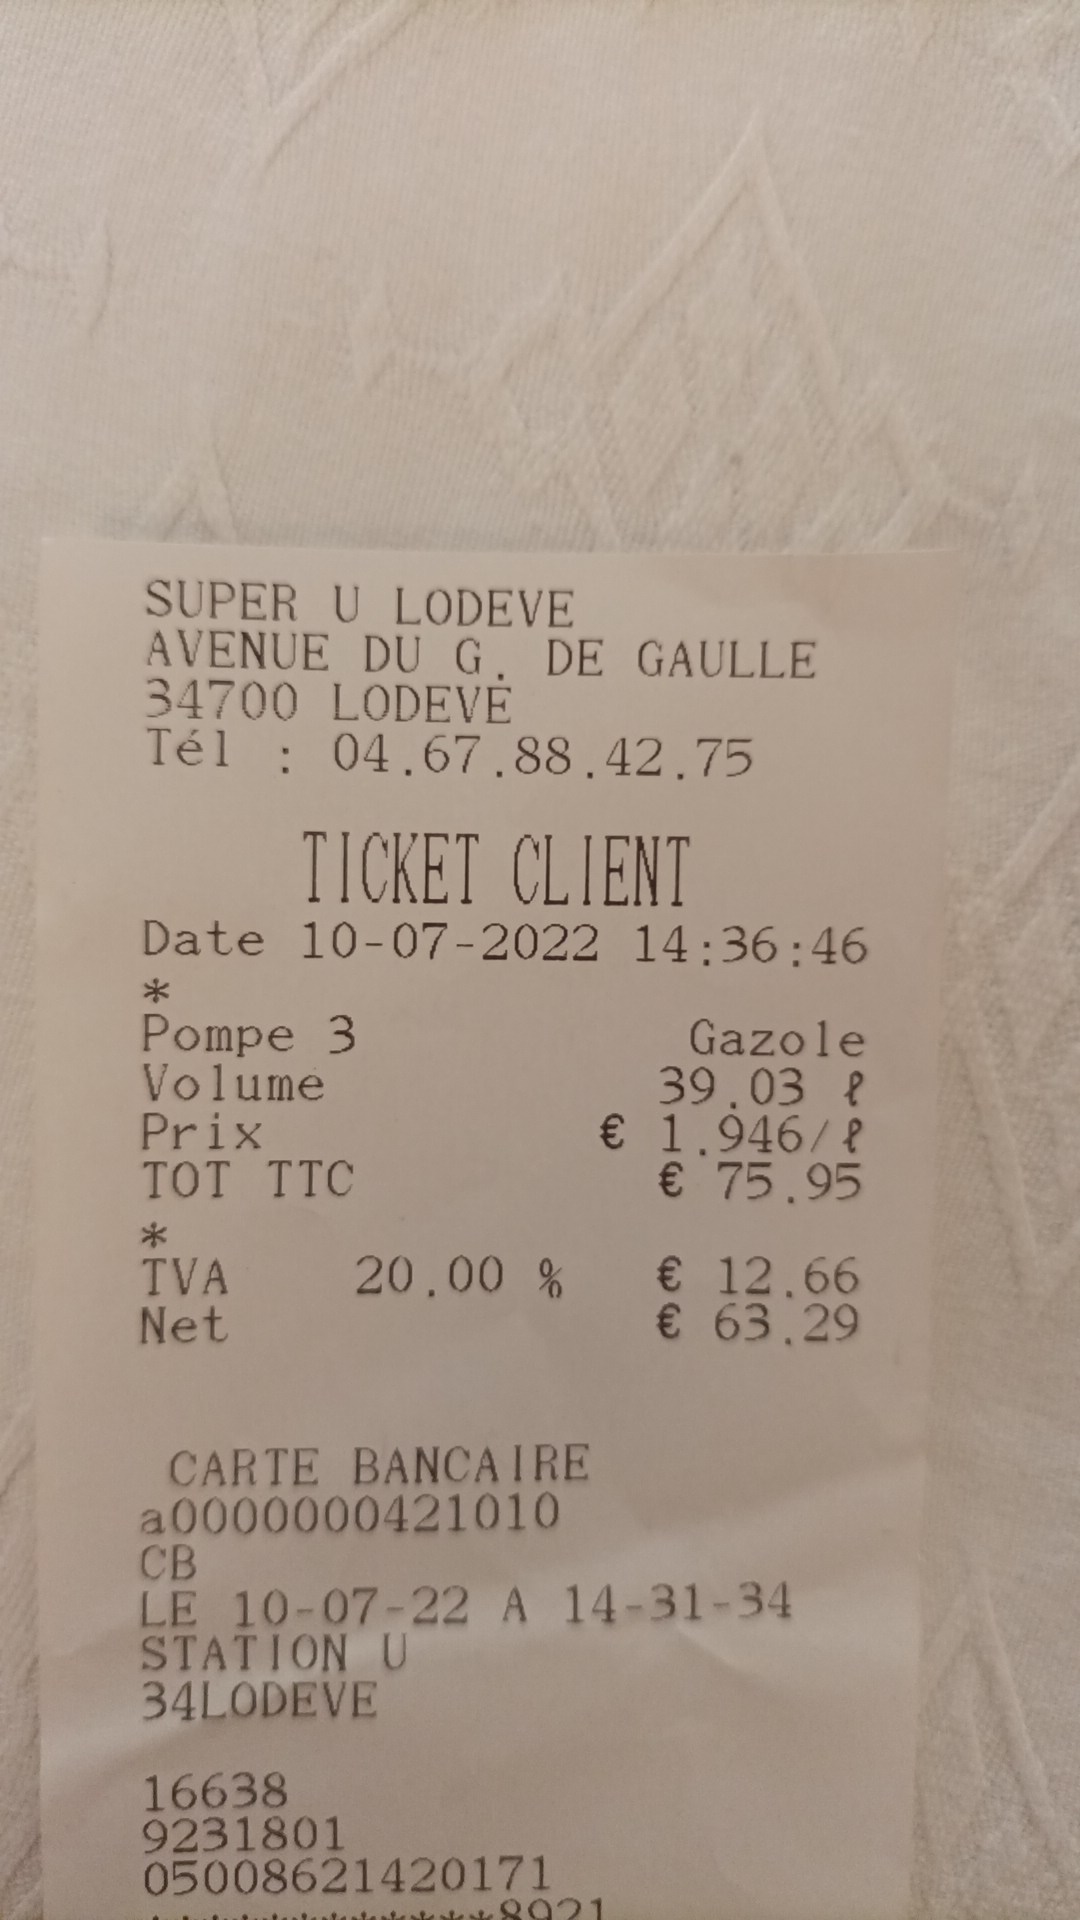 SUPER U LODEVE
AVENUE DU G. DE GAULLE
34700 LODEVE
Tél : 04.67.88.42.75
TICKET CLIENT
Date 10-07-2022 14:36:46
*
Pompe 3 Gazole
Volume 39.03 ℓ
Prix € 1.946/ℓ
TOT TTC € 75.95
*
TVA 20.00 % € 12.66
Net € 63.29
CARTE BANCAIRE
a0000000421010
CB
LE 10-07-22 A 14-31-34
STATION U
34LODEVE
16638
9231801
05008621420171
************8921